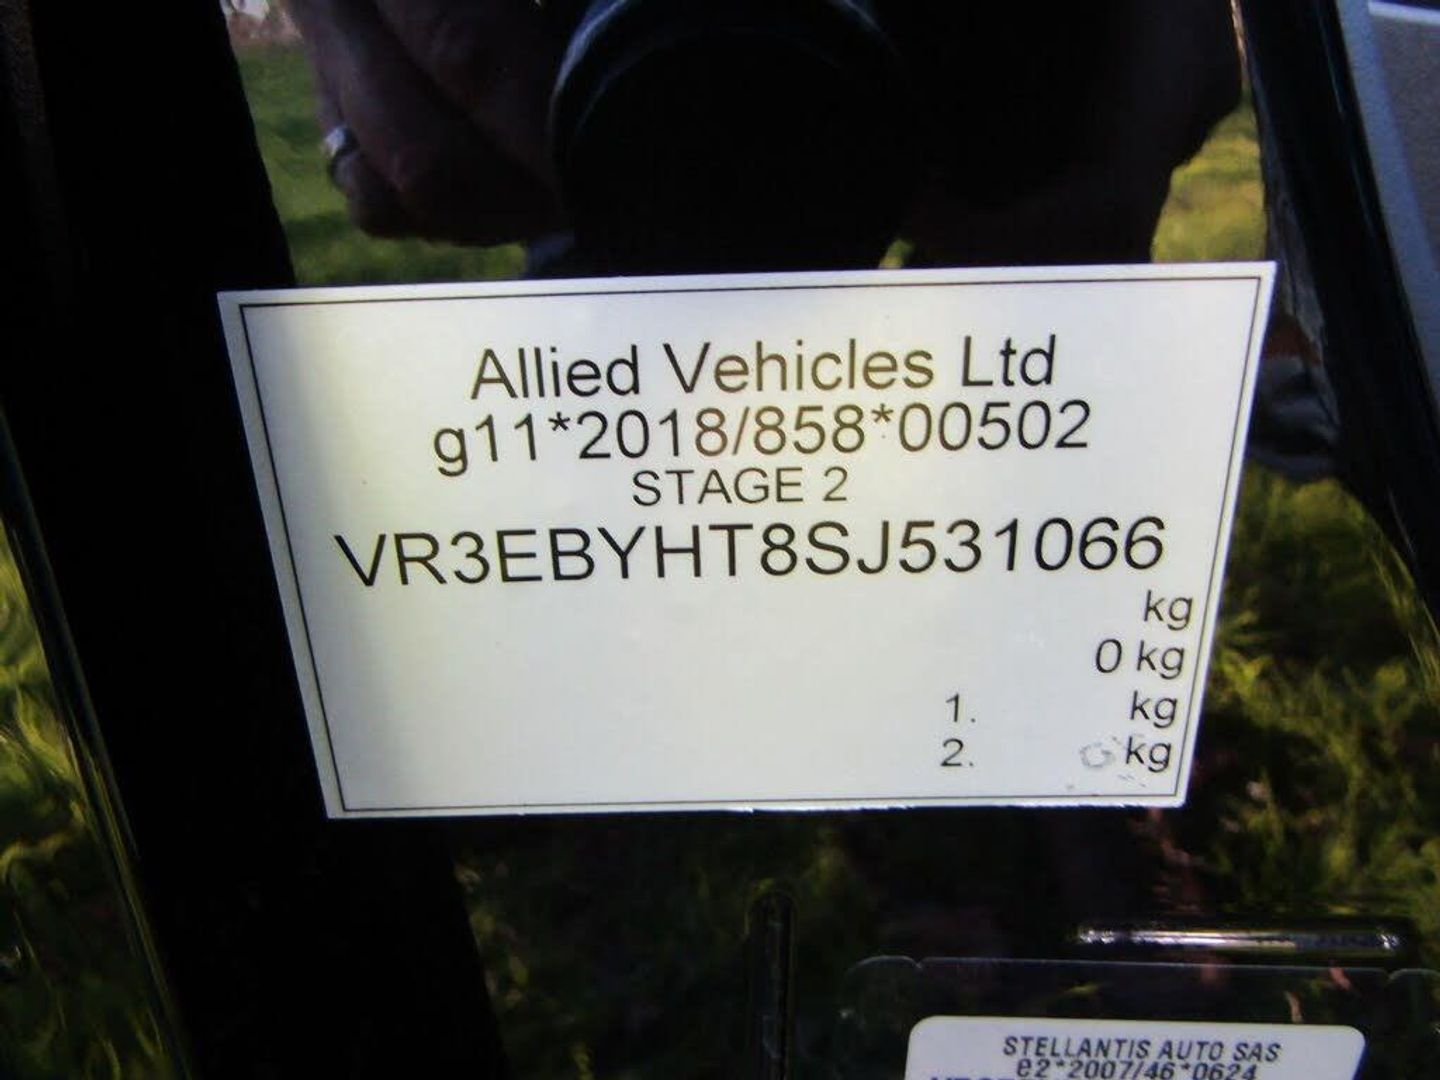 Allied Vehicles Ltd
g11*2018/858*00502
STAGE 2
VR3EBYHT8SJ531066
kg
0 kg
1. kg
2. kg
STELLANTIS AUTO SAS
e2*2007/46*0624